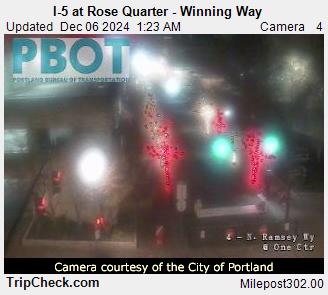 I-5 at Rose Quarter - Winning Way
Updated Dec 06 2024 1:23 AM Camera 4
PBOT
PORTLAND BUREAU OF TRANSPORTATION
4 - N. Ramsey Wy
@ One Ctr
Camera courtesy of the City of Portland
TripCheck.com Milepost302.00